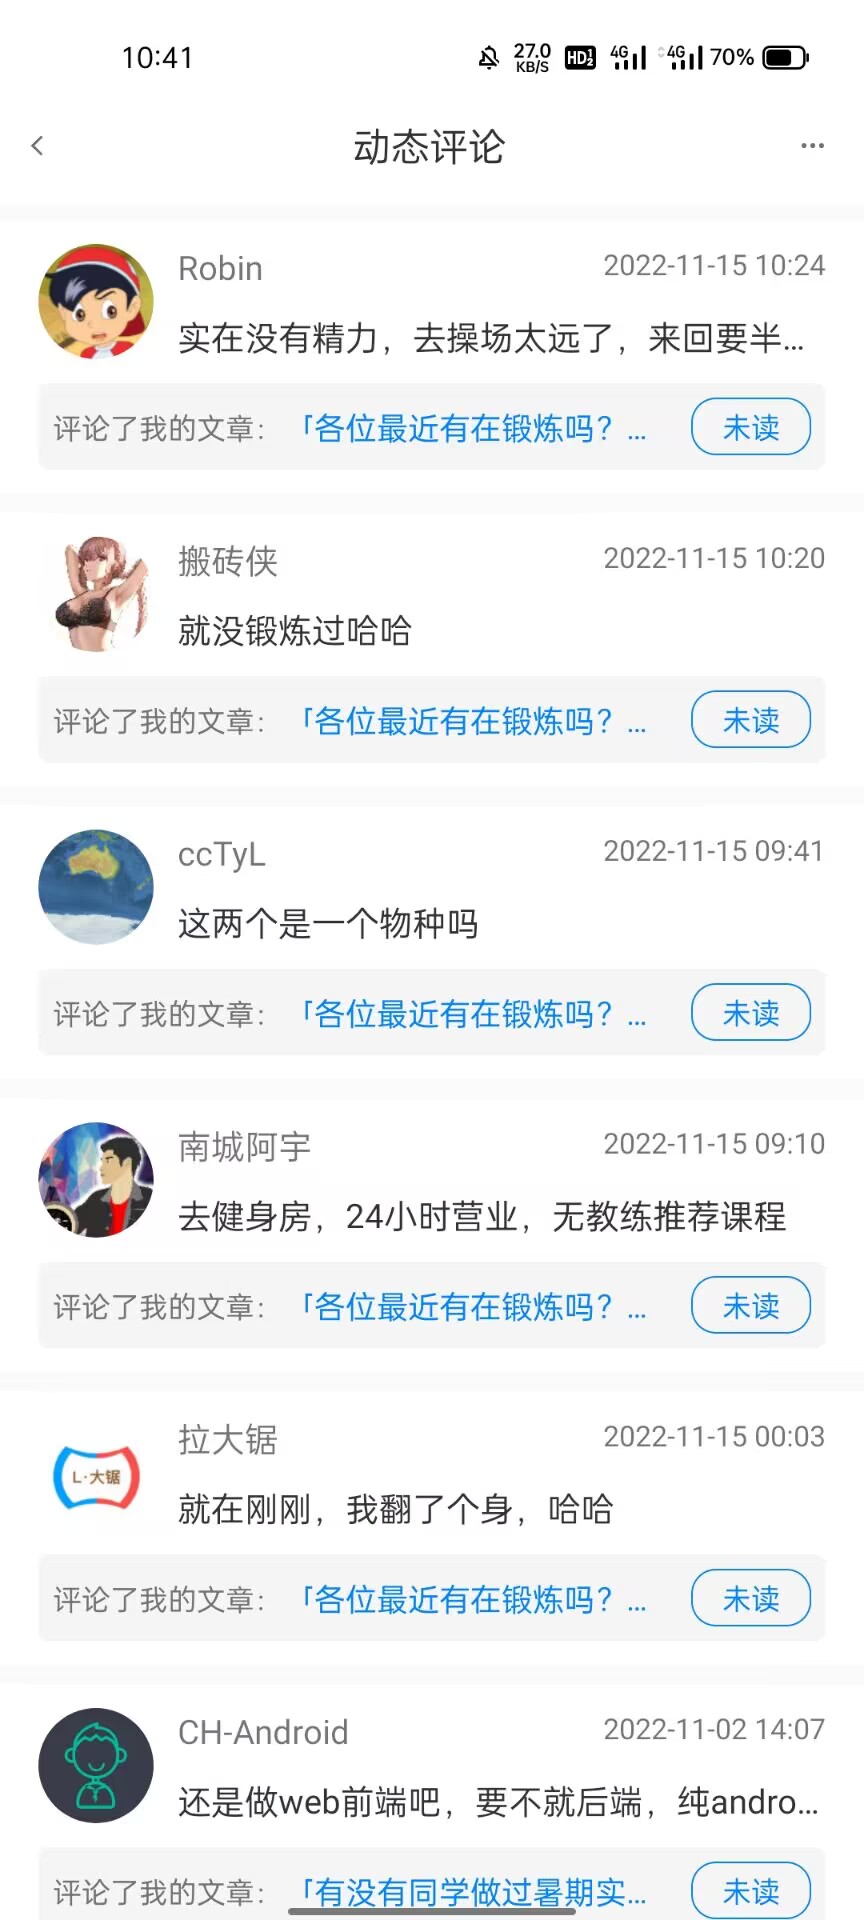 10:41
27.0 KB/S HD 1 2 4G 4G 70%
动态评论
Robin 2022-11-15 10:24
实在没有精力，去操场太远了，来回要半...
评论了我的文章： 「各位最近有在锻炼吗？... 未读
搬砖侠 2022-11-15 10:20
就没锻炼过哈哈
评论了我的文章： 「各位最近有在锻炼吗？... 未读
ccTyL 2022-11-15 09:41
这两个是一个物种吗
评论了我的文章： 「各位最近有在锻炼吗？... 未读
南城阿宇 2022-11-15 09:10
去健身房，24小时营业，无教练推荐课程
评论了我的文章： 「各位最近有在锻炼吗？... 未读
拉大锯 2022-11-15 00:03
L·大锯
就在刚刚，我翻了个身，哈哈
评论了我的文章： 「各位最近有在锻炼吗？... 未读
CH-Android 2022-11-02 14:07
还是做web前端吧，要不就后端，纯andro...
评论了我的文章： 「有没有同学做过暑期实... 未读